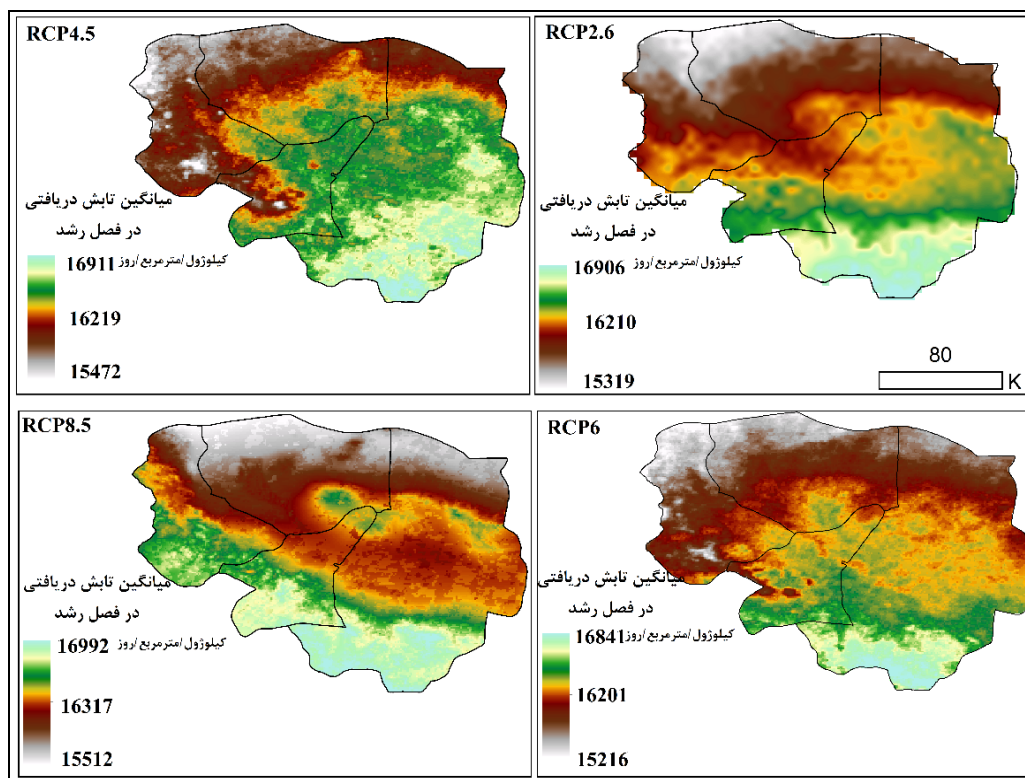 RCP4.5
میانگین تابش دریافتی
در فصل رشد
کیلوژول/مترمربع/روز
16911
16219
15472
RCP2.6
میانگین تابش دریافتی
در فصل رشد
کیلوژول/مترمربع/روز
16906
16210
15319
80
K
RCP8.5
میانگین تابش دریافتی
در فصل رشد
کیلوژول/مترمربع/روز
16992
16317
15512
RCP6
میانگین تابش دریافتی
در فصل رشد
کیلوژول/مترمربع/روز
16841
16201
15216